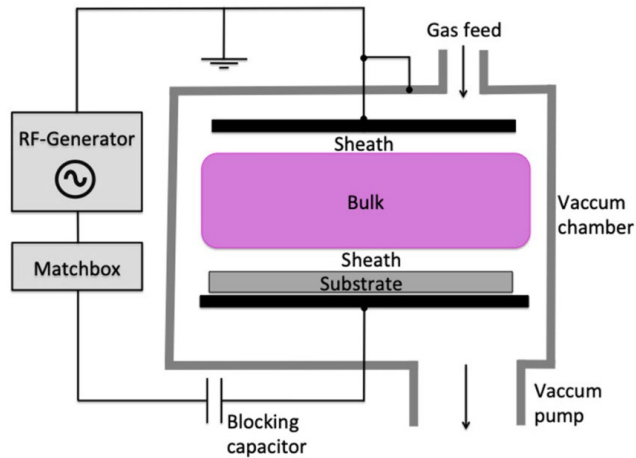 Gas feed
RF-Generator
Sheath
Bulk
Vaccum
chamber
Matchbox
Sheath
Substrate
Blocking
capacitor
Vaccum
pump